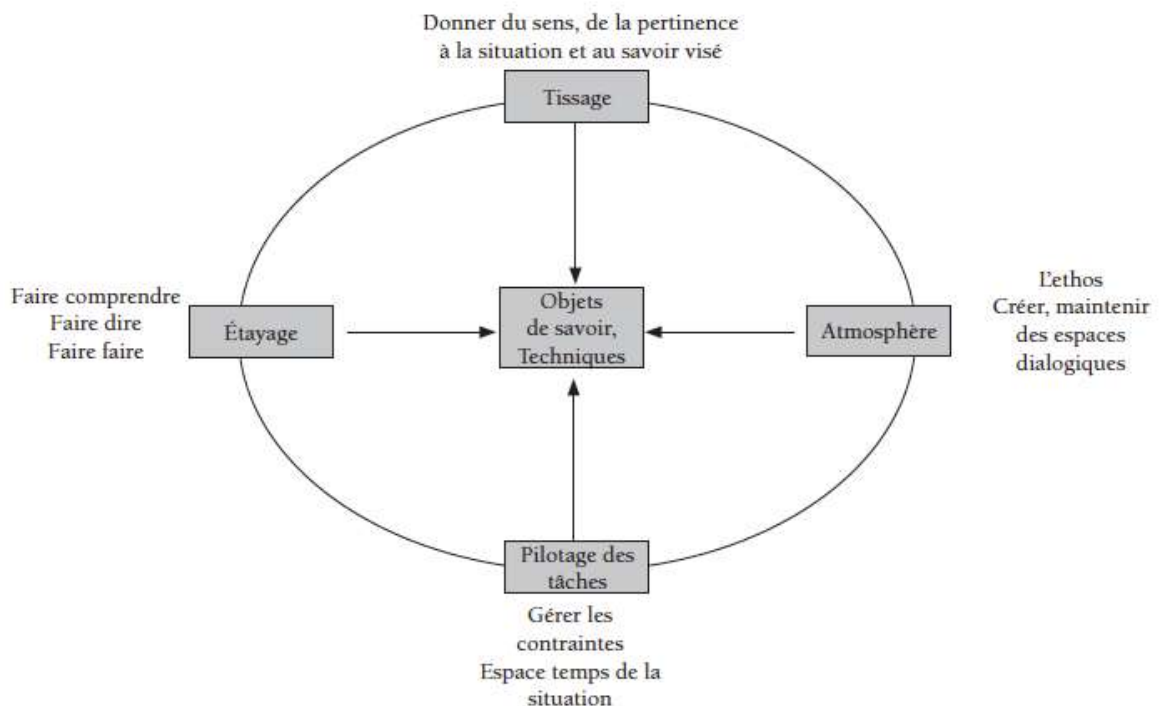 Donner du sens, de la pertinence
à la situation et au savoir visé
Tissage
Faire comprendre
Faire dire
Faire faire
Étayage
Objets
de savoir,
Techniques
Atmosphère
L'ethos
Créer, maintenir
des espaces
dialogiques
Pilotage des
tâches
Gérer les
contraintes
Espace temps de la
situation